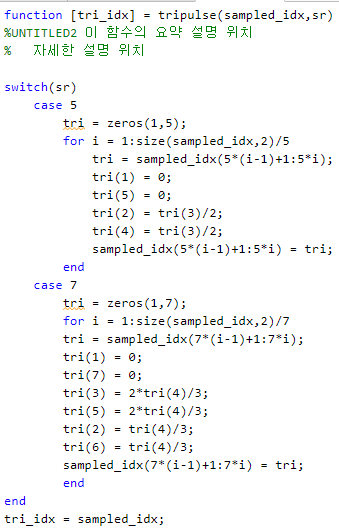 function [tri_idx] = tripulse(sampled_idx,sr)
%UNTITLED2 이 함수의 요약 설명 위치
%   자세한 설명 위치

switch(sr)
    case 5
        tri = zeros(1,5);
        for i = 1:size(sampled_idx,2)/5
            tri = sampled_idx(5*(i-1)+1:5*i);
            tri(1) = 0;
            tri(5) = 0;
            tri(2) = tri(3)/2;
            tri(4) = tri(3)/2;
            sampled_idx(5*(i-1)+1:5*i) = tri;
        end
    case 7
        tri = zeros(1,7);
        for i = 1:size(sampled_idx,2)/7
        tri = sampled_idx(7*(i-1)+1:7*i);
        tri(1) = 0;
        tri(7) = 0;
        tri(3) = 2*tri(4)/3;
        tri(5) = 2*tri(4)/3;
        tri(2) = tri(4)/3;
        tri(6) = tri(4)/3;
        sampled_idx(7*(i-1)+1:7*i) = tri;
        end
end
tri_idx = sampled_idx;